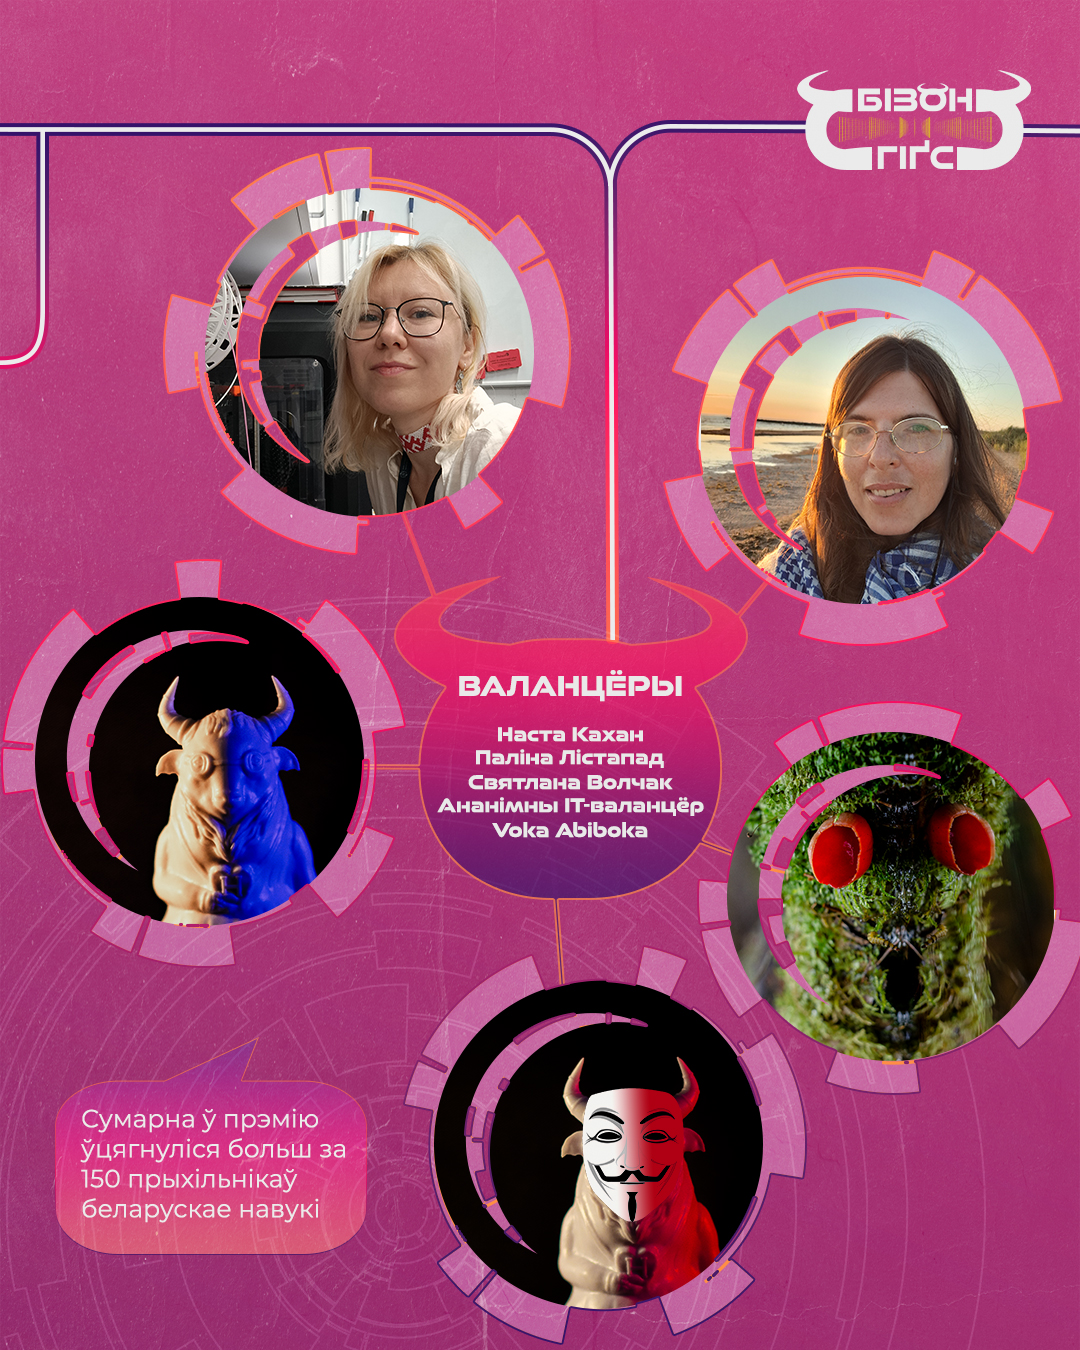 БІЗОН
ГІҐС
ВАЛАНЦЁРЫ
Наста Кахан
Паліна Лістапад
Святлана Волчак
Ананімны IT-валанцёр
Voka Abiboka
Сумарна ў прэмію
ўцягнуліся больш за
150 прыхільнікаў
беларускае навукі